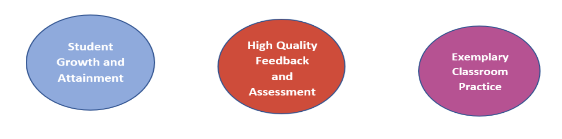 Student
Growth and
Attainment
High Quality
Feedback
and
Assessment
Exemplary
Classroom
Practice